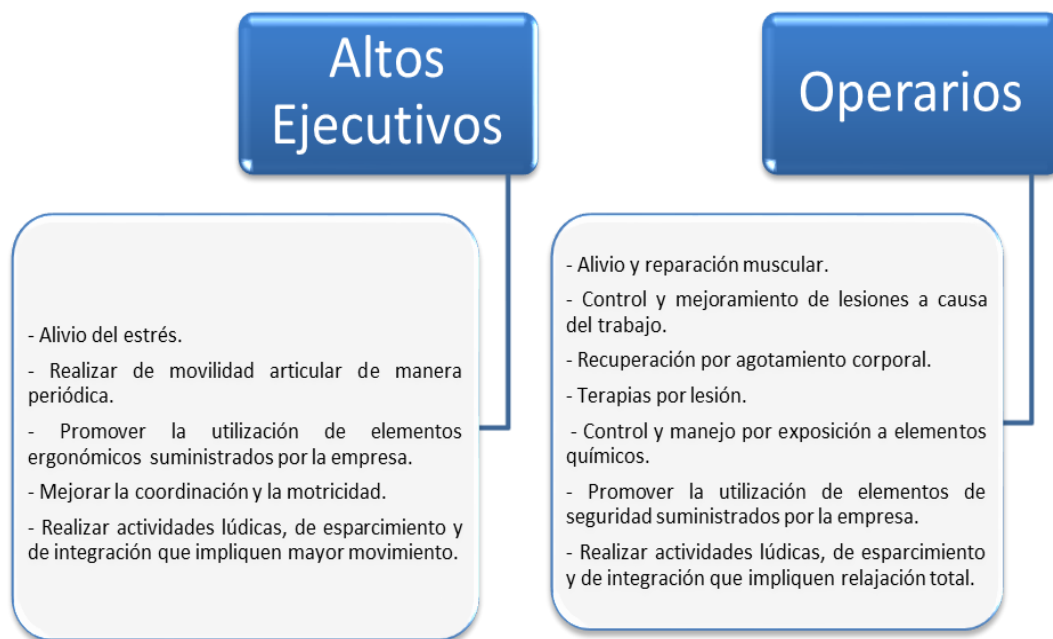 Altos
Ejecutivos
- Alivio del estrés.
- Realizar de movilidad articular de manera
periódica.
- Promover la utilización de elementos
ergonómicos suministrados por la empresa.
- Mejorar la coordinación y la motricidad.
- Realizar actividades lúdicas, de esparcimiento y
de integración que impliquen mayor movimiento.
Operarios
- Alivio y reparación muscular.
- Control y mejoramiento de lesiones a causa
del trabajo.
- Recuperación por agotamiento corporal.
- Terapias por lesión.
- Control y manejo por exposición a elementos
químicos.
- Promover la utilización de elementos de
seguridad suministrados por la empresa.
- Realizar actividades lúdicas, de esparcimiento
y de integración que impliquen relajación total.